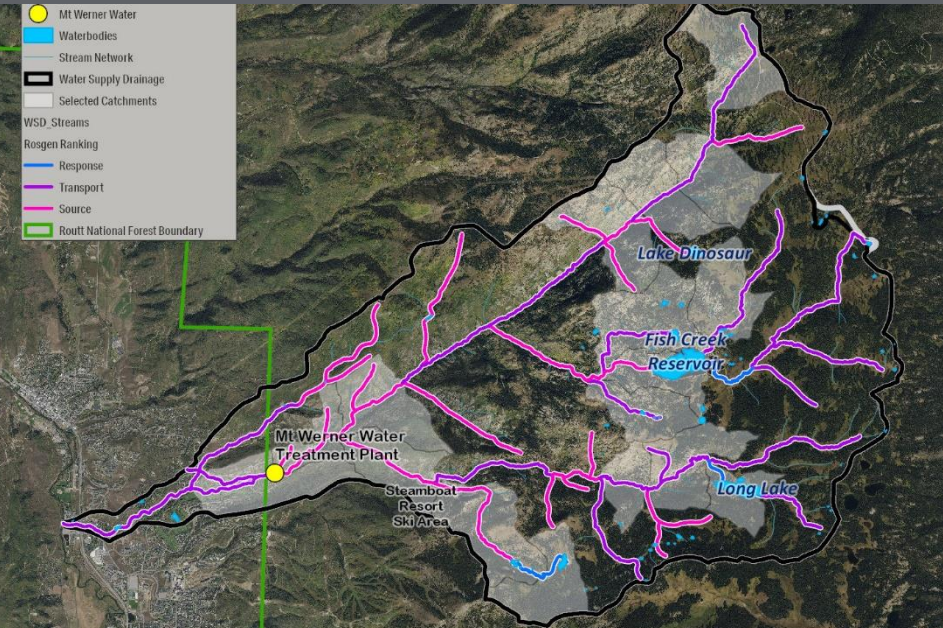 Mt Werner Water
Waterbodies
Stream Network
Water Supply Drainage
Selected Catchments
WSD_Streams
Rosgen Ranking
Response
Transport
Source
Routt National Forest Boundary
Lake Dinosaur
Fish Creek
Reservoir
Mt Werner Water
Treatment Plant
Steamboat
Resort
Ski Area
Long Lake